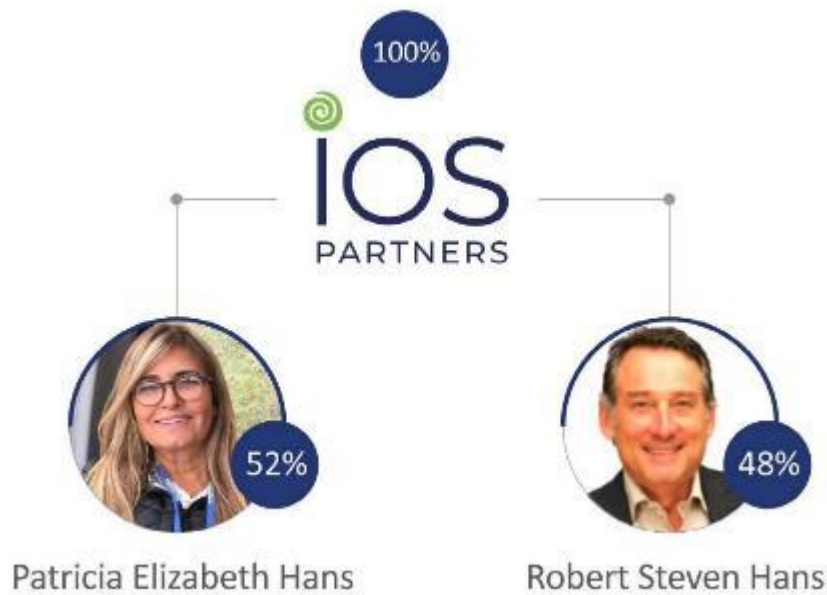 100%
iOS
PARTNERS
52%
48%
Patricia Elizabeth Hans
Robert Steven Hans